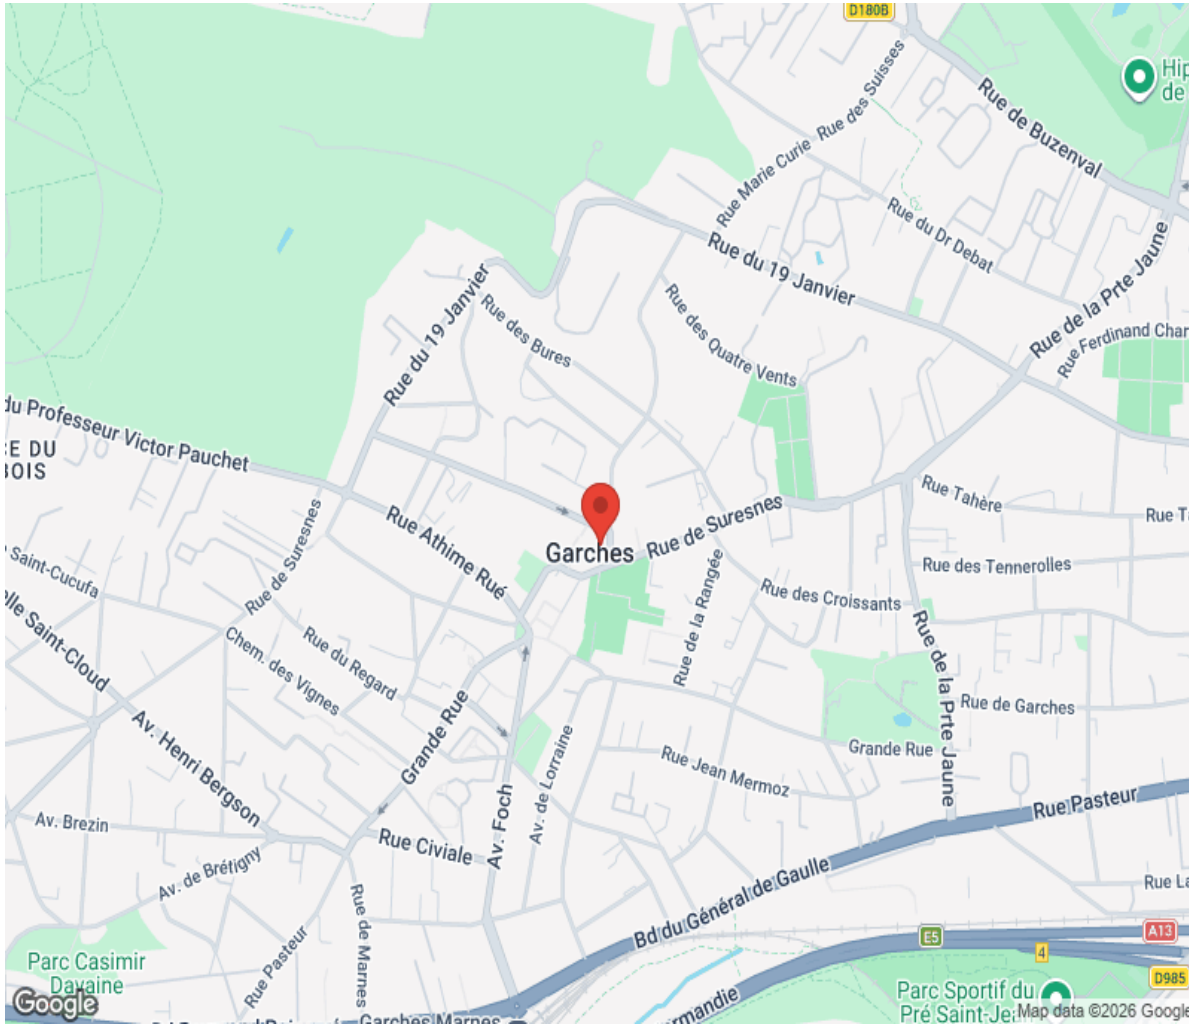 D180B
Hip
de
Rue des Suisses
Rue de Buzenval
Rue Marie Curie
Rue du Dr Debat
Rue du 19 Janvier
Rue de la Prte Jaune
Rue du 19 Janvier
Rue des Bures
Rue des Quatre Vents
Rue Ferdinand Char
du Professeur Victor Pauchet
E DU
BOIS
Rue Tahère
Rue T
Rue de Suresnes
Rue Athime Rué
Garches
Rue de Suresnes
Rue de la Rangée
Rue des Tennerolles
Rue des Croissants
Saint-Cucufa
elle Saint-Cloud
Chem. des Vignes
Rue du Regard
Rue de la Prte Jaune
Rue de Garches
Grande Rue
Grande Rue
Av. Henri Bergson
Av. de Lorraine
Rue Jean Mermoz
Av. Foch
Rue Pasteur
Av. Brezin
Rue Civiale
Av. de Brétigny
Rue La
Rue de Marnes
Bd du Général de Gaulle
Rue Pasteur
E5
A13
4
D985
Parc Casimir
Davaine
Parc Sportif du
Pré Saint-Je
rmandie
Garches Marnes
Google
Map data ©2026 Google